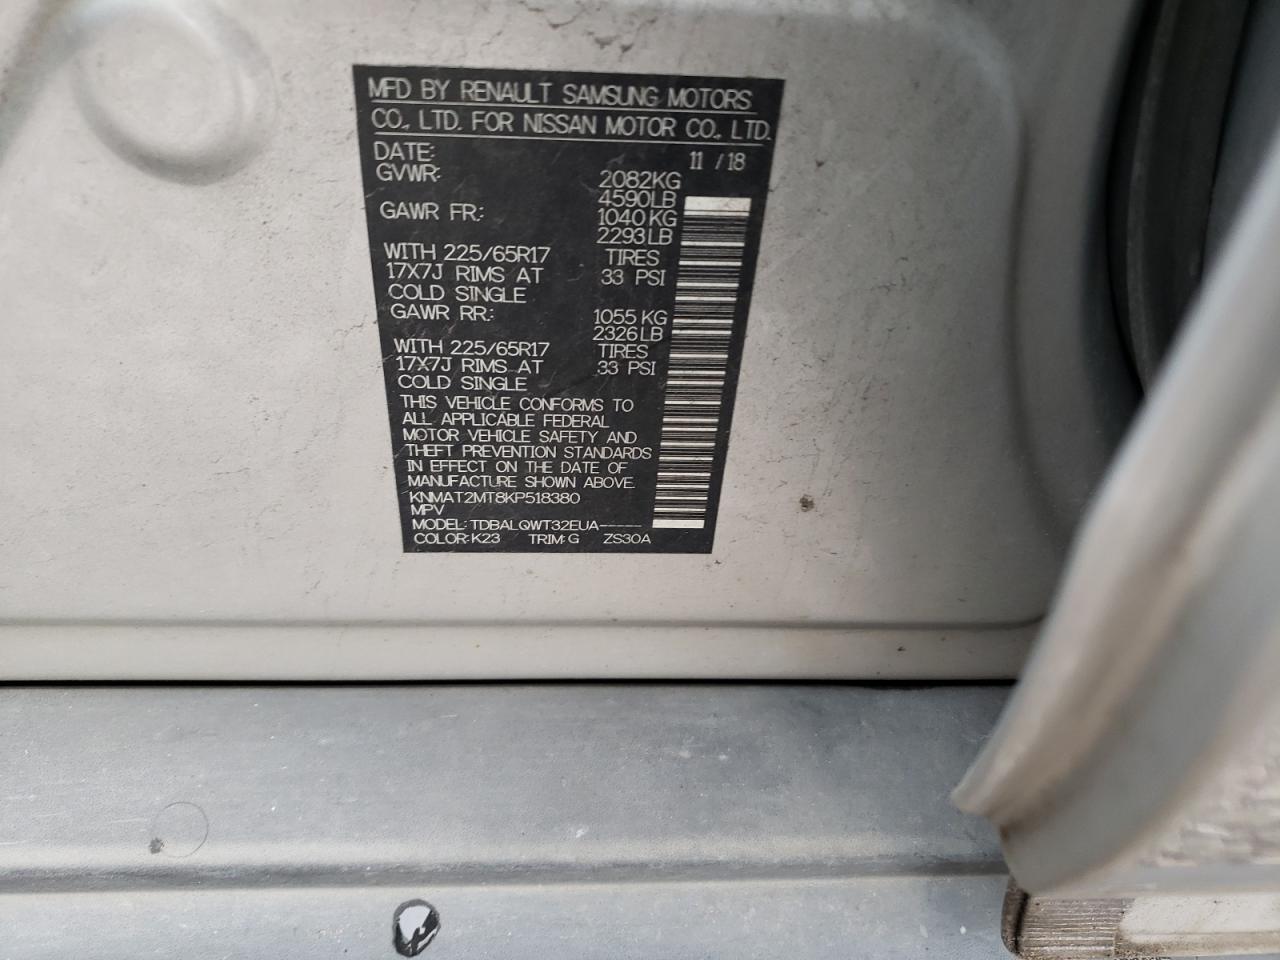 MFD BY RENAULT SAMSUNG MOTORS
CO., LTD. FOR NISSAN MOTOR CO., LTD.
DATE: 11 / 18
GVWR: 2082KG
4590LB
GAWR FR: 1040KG
2293LB
WITH 225/65R17 TIRES
17X7J RIMS AT 33 PSI
COLD SINGLE
GAWR RR: 1055KG
2326LB
WITH 225/65R17 TIRES
17X7J RIMS AT 33 PSI
COLD SINGLE
THIS VEHICLE CONFORMS TO
ALL APPLICABLE FEDERAL
MOTOR VEHICLE SAFETY AND
THEFT PREVENTION STANDARDS
IN EFFECT ON THE DATE OF
MANUFACTURE SHOWN ABOVE.
KNMAT2MT8KP518380
MPV
MODEL: TDBALQWT32EUA-----
COLOR:K23 TRIM:G ZS30A